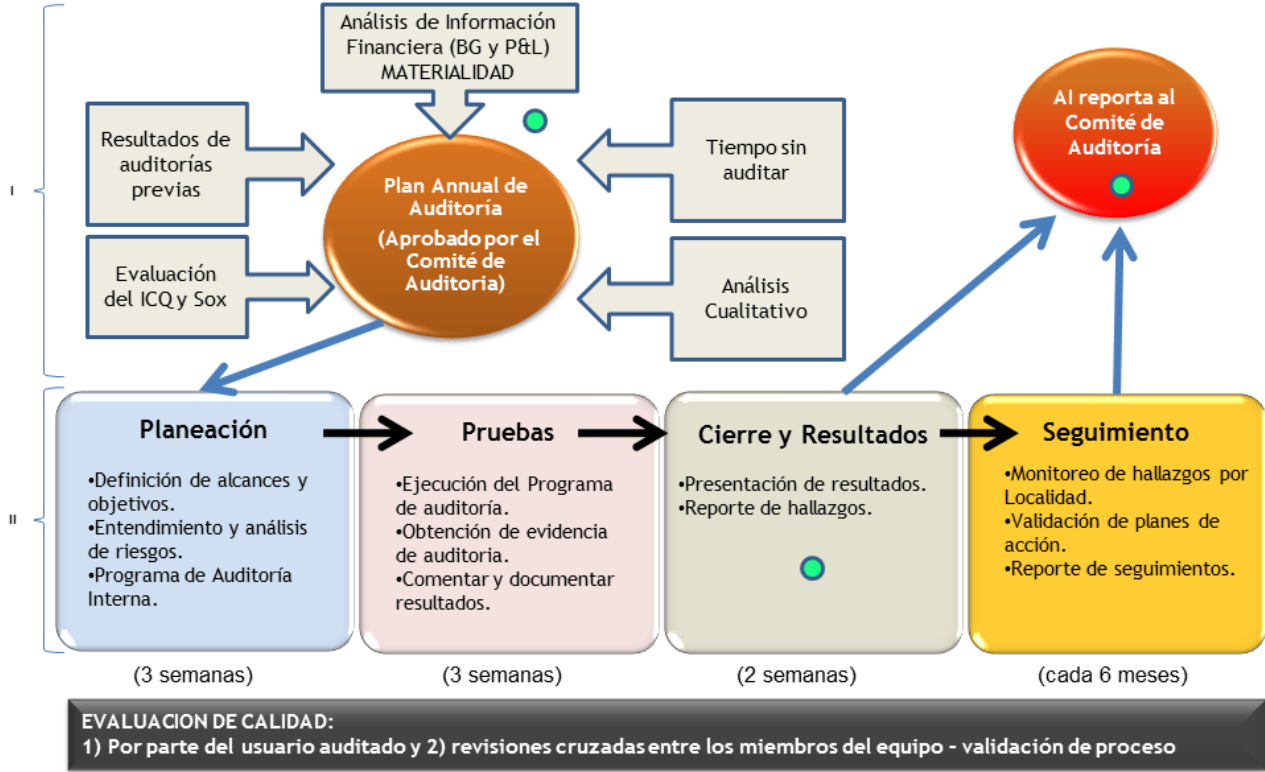 Análisis de Información
Financiera (BG y P&L)
MATERIALIDAD
Resultados de
auditorías
previas
Evaluación
del ICQ y Sox
Plan Annual de
Auditoría
(Aprobado por el
Comité de
Auditoria)
Tiempo sin
auditar
Análisis
Cualitativo
AI reporta al
Comité de
Auditoría
I
II
Planeación
•Definición de alcances y
objetivos.
•Entendimiento y análisis
de riesgos.
•Programa de Auditoría
Interna.
(3 semanas)
Pruebas
•Ejecución del Programa
de auditoría.
•Obtención de evidencia
de auditoria.
•Comentar y documentar
resultados.
(3 semanas)
Cierre y Resultados
•Presentación de resultados.
•Reporte de hallazgos.
(2 semanas)
Seguimiento
•Monitoreo de hallazgos por
Localidad.
•Validación de planes de
acción.
•Reporte de seguimientos.
(cada 6 meses)
EVALUACION DE CALIDAD:
1) Por parte del usuario auditado y 2) revisiones cruzadas entre los miembros del equipo – validación de proceso